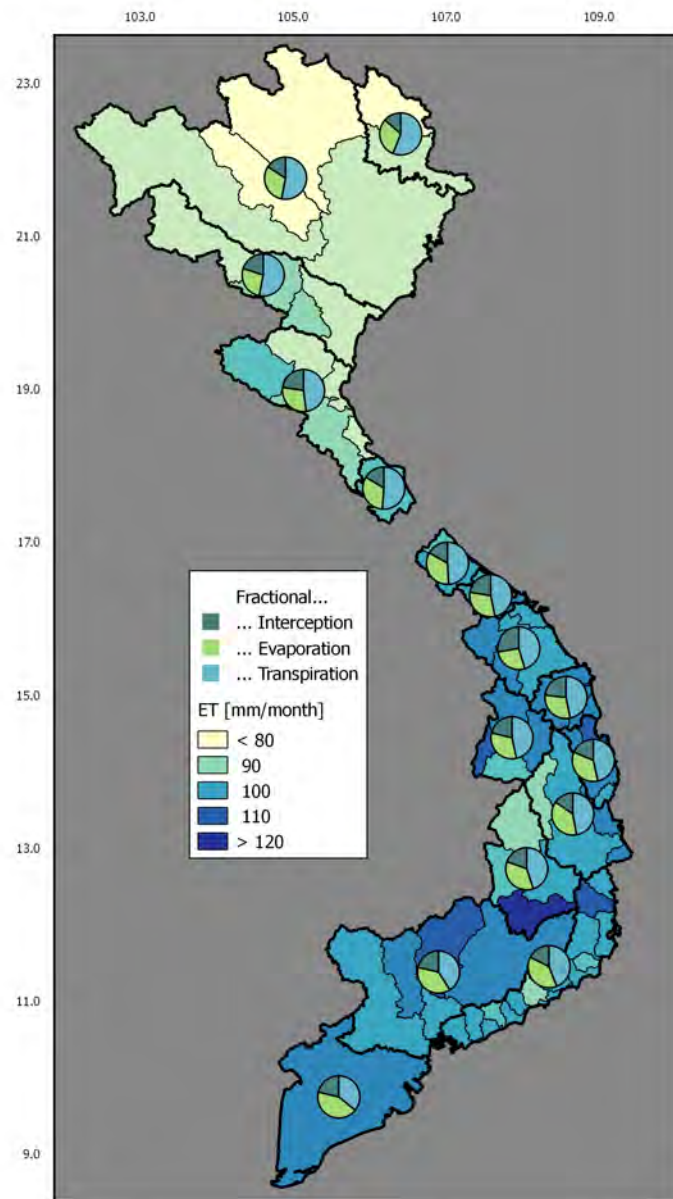 103.0 105.0 107.0 109.0
23.0
21.0
19.0
17.0
15.0
13.0
11.0
9.0
Fractional...
... Interception
... Evaporation
... Transpiration
ET [mm/month]
< 80
90
100
110
> 120